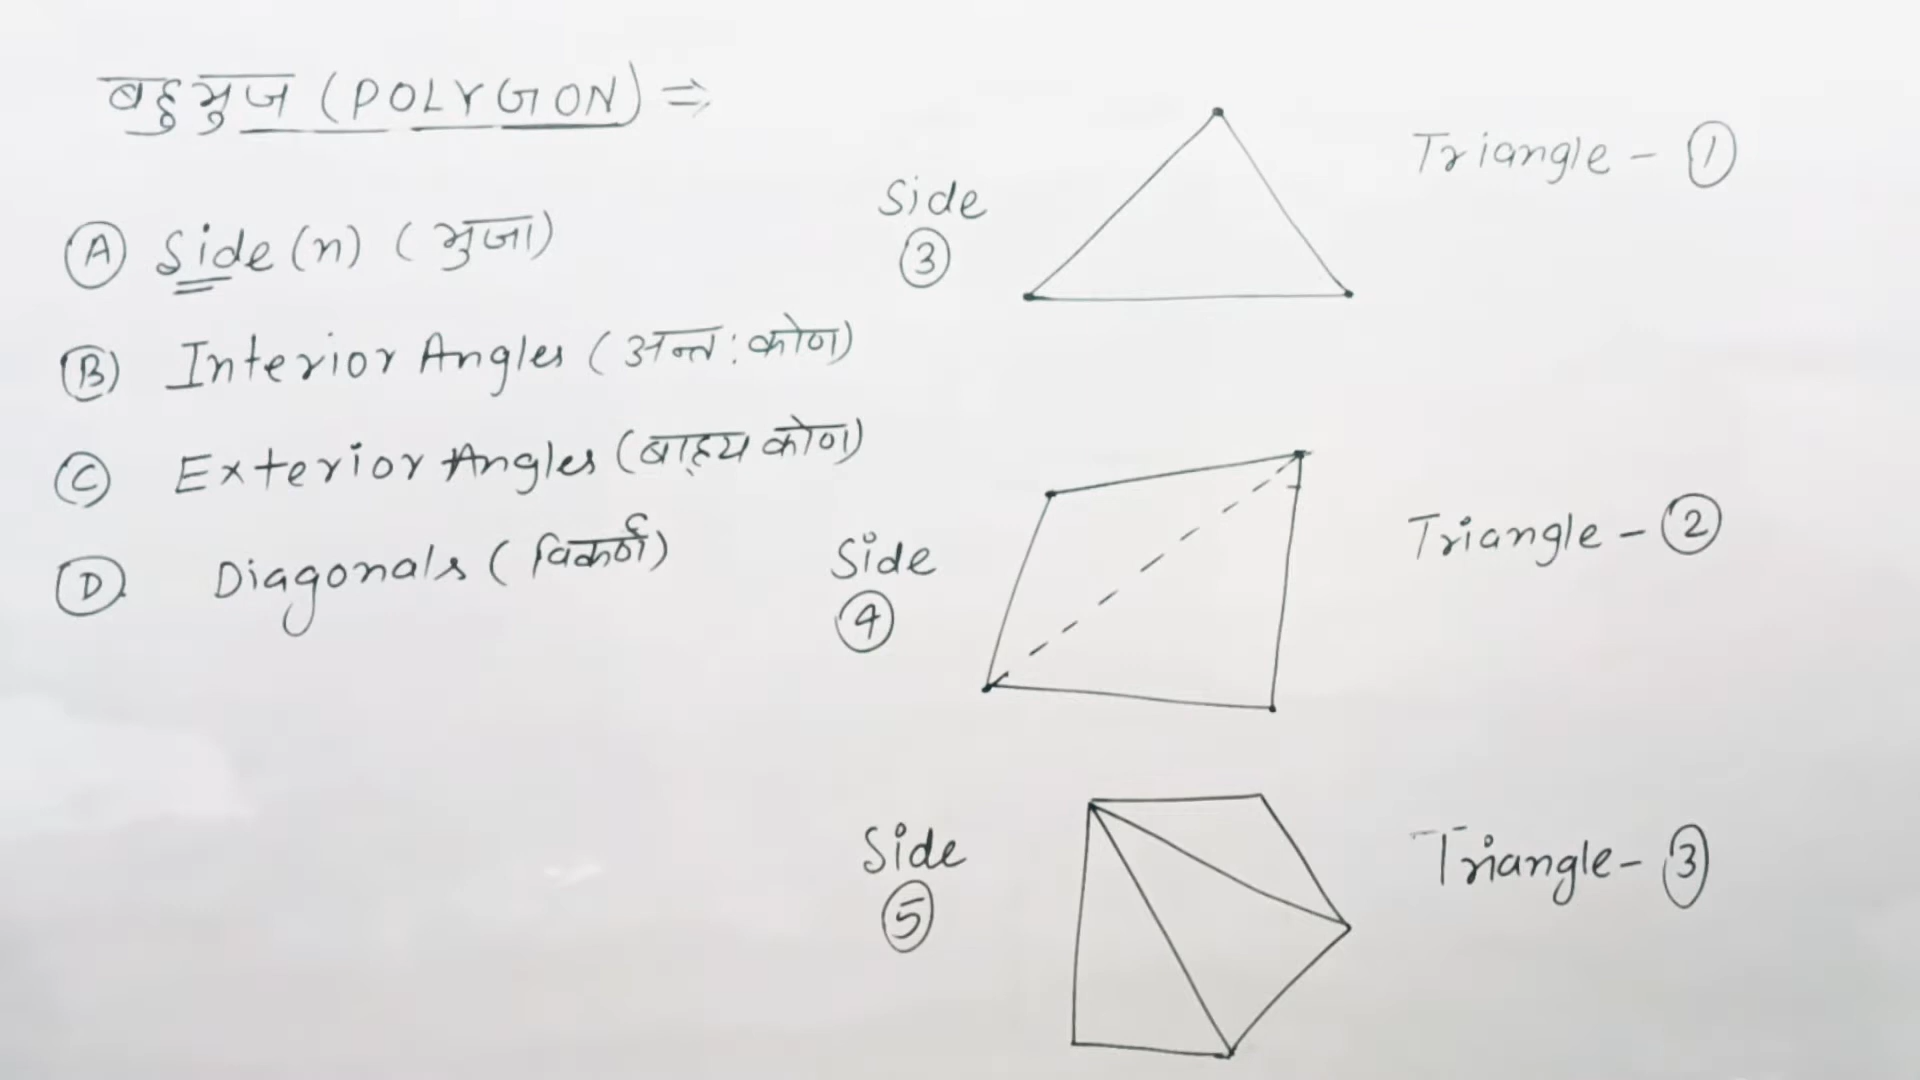 बहुभुज (POLYGON) ⇒
Ⓐ Side (n) (भुजा)
Ⓑ Interior Angles (अन्त:कोण)
Ⓒ Exterior Angles (बाह्य कोण)
Ⓓ Diagonals (विकर्ण)
Side
③
Triangle - ①
Side
④
Triangle - ②
Side
⑤
Triangle - ③